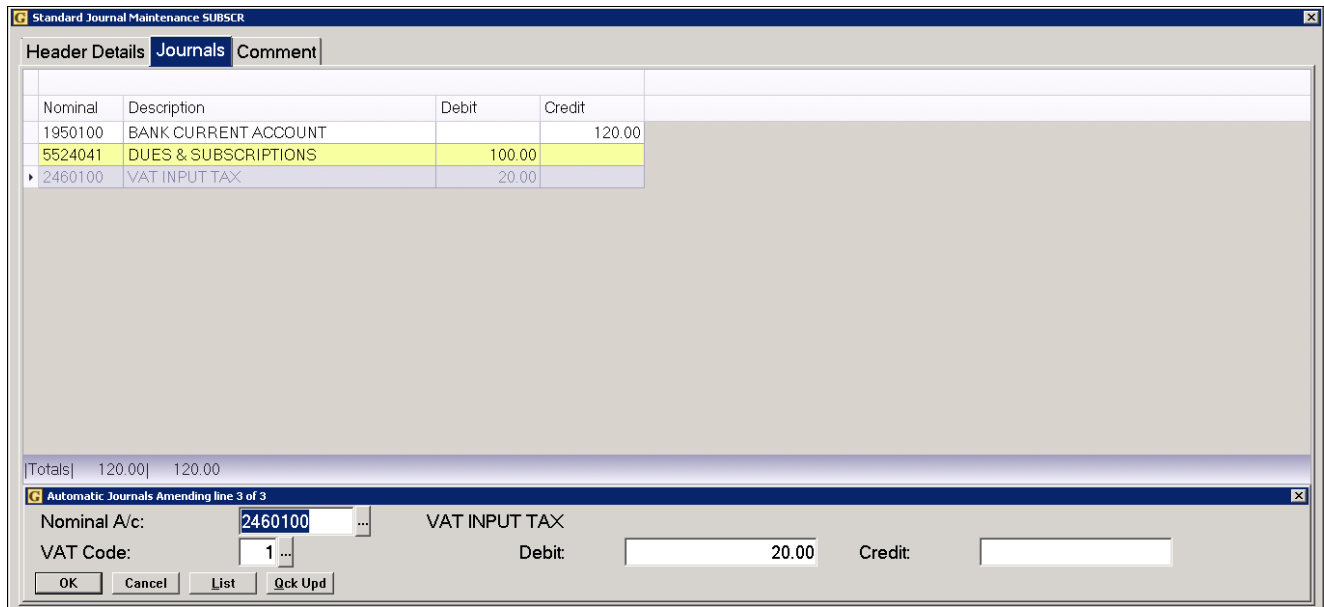 G Standard Journal Maintenance SUBSCR
Header Details Journals Comment
Nominal Description Debit Credit
1950100 BANK CURRENT ACCOUNT 120.00
5524041 DUES & SUBSCRIPTIONS 100.00
2460100 VAT INPUT TAX 20.00
|Totals| 120.00| 120.00
G Automatic Journals Amending line 3 of 3
Nominal A/c: 2460100 ... VAT INPUT TAX
VAT Code: 1 ... Debit: 20.00 Credit:
OK Cancel List Qck Upd